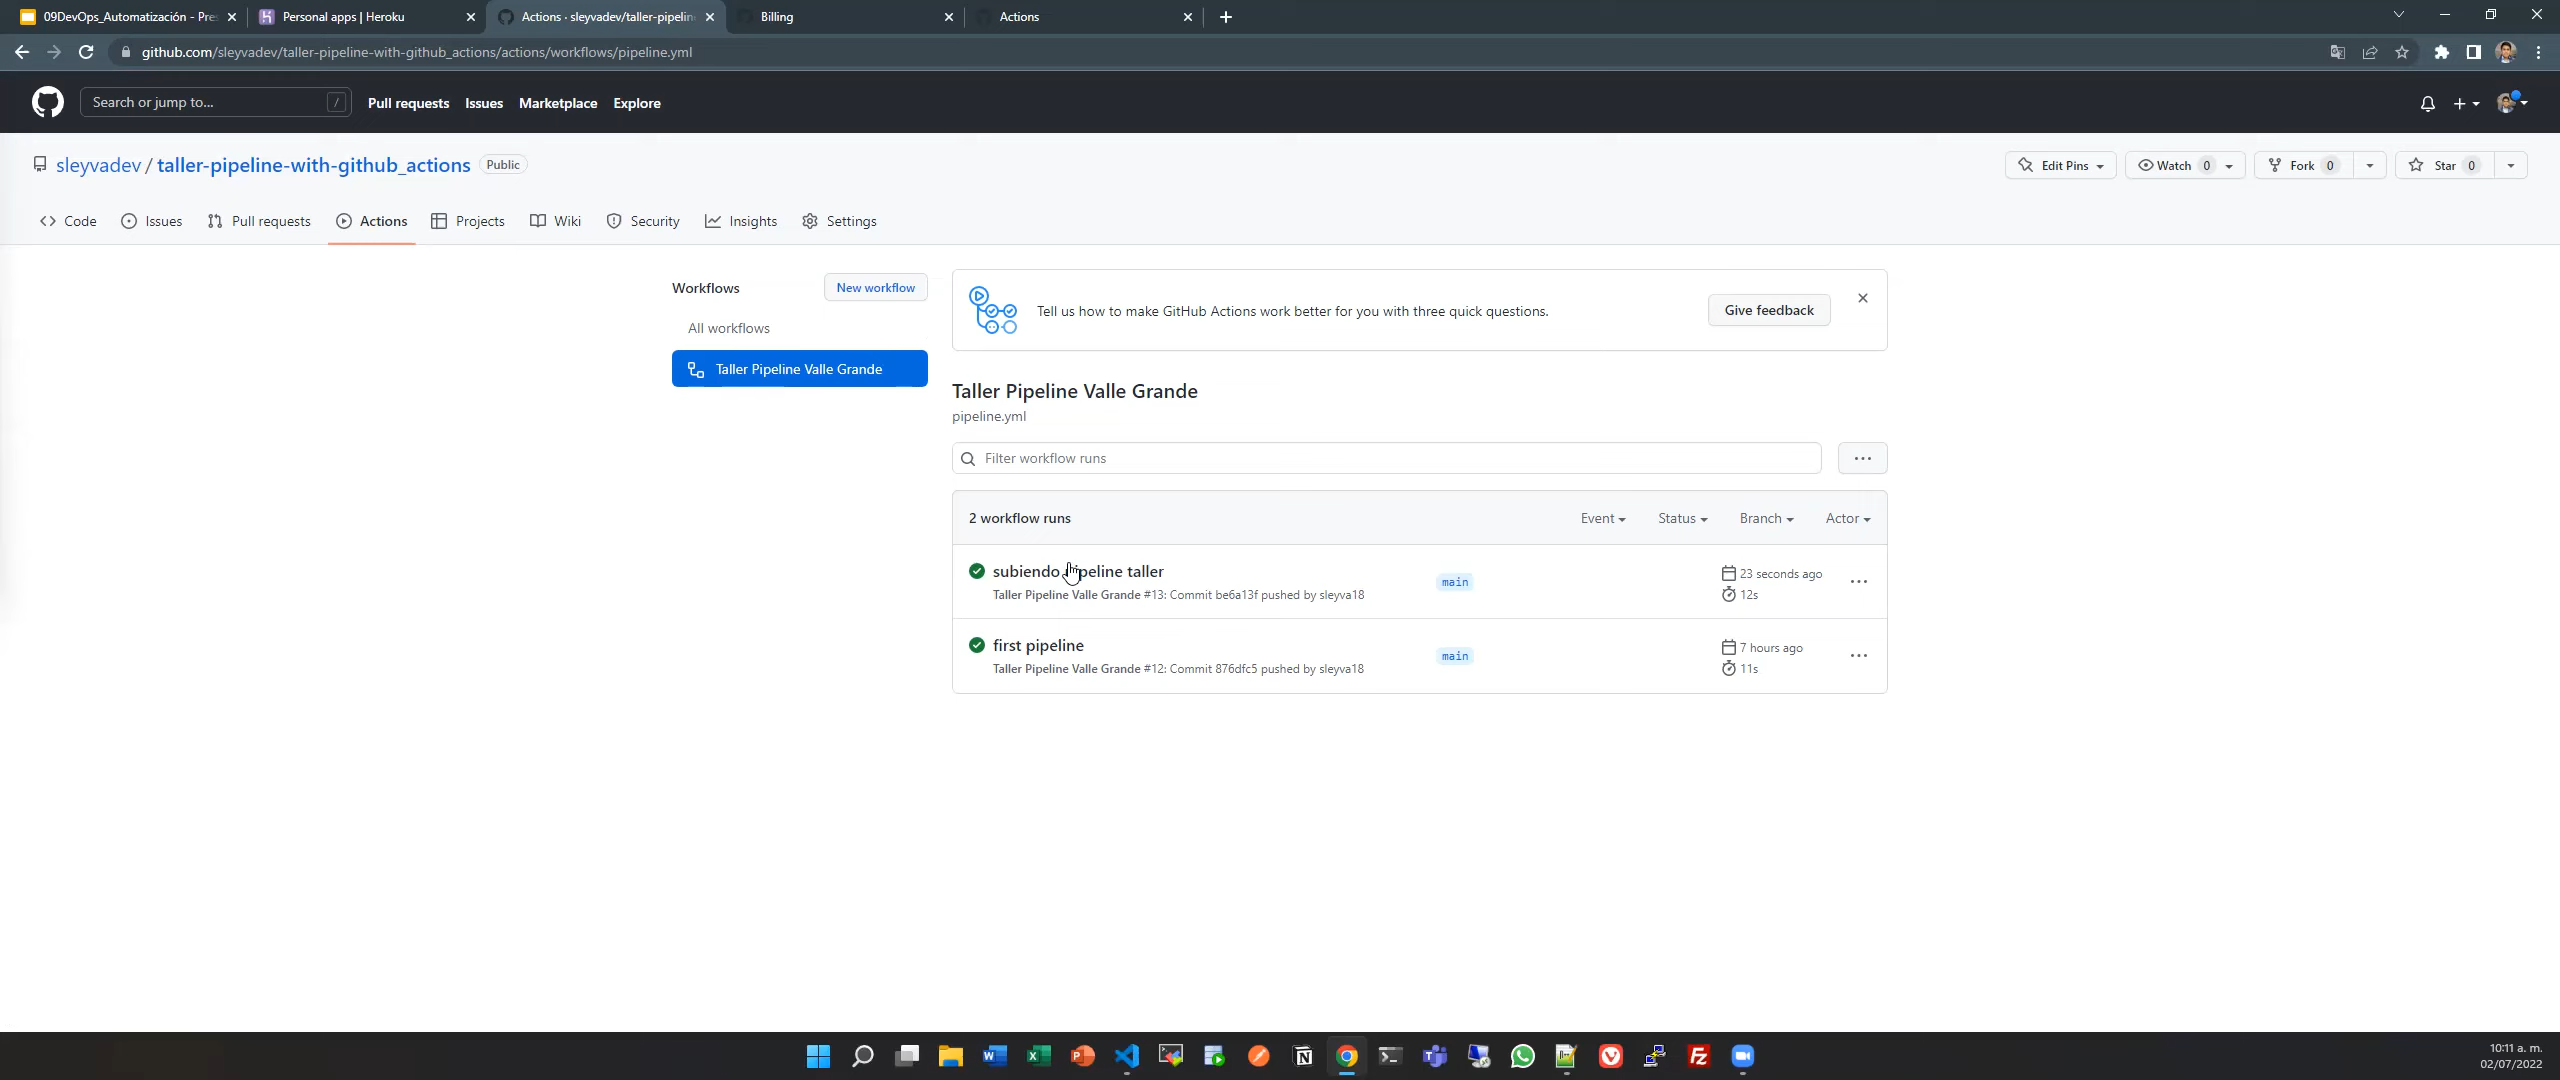 09DevOps_Automatización - Pre
Personal apps | Heroku
Actions · sleyvadev/taller-pipelin
Billing
Actions
github.com/sleyvadev/taller-pipeline-with-github_actions/actions/workflows/pipeline.yml
Search or jump to...
/
Pull requests
Issues
Marketplace
Explore
sleyvadev / taller-pipeline-with-github_actions
Public
Edit Pins
Watch 0
Fork 0
Star 0
Code
Issues
Pull requests
Actions
Projects
Wiki
Security
Insights
Settings
Workflows
New workflow
All workflows
Taller Pipeline Valle Grande
Tell us how to make GitHub Actions work better for you with three quick questions.
Give feedback
Taller Pipeline Valle Grande
pipeline.yml
Filter workflow runs
2 workflow runs
Event
Status
Branch
Actor
subiendo pipeline taller
Taller Pipeline Valle Grande #13: Commit be6a13f pushed by sleyva18
main
23 seconds ago
12s
first pipeline
Taller Pipeline Valle Grande #12: Commit 876dfc5 pushed by sleyva18
main
7 hours ago
11s
10:11 a. m.
02/07/2022